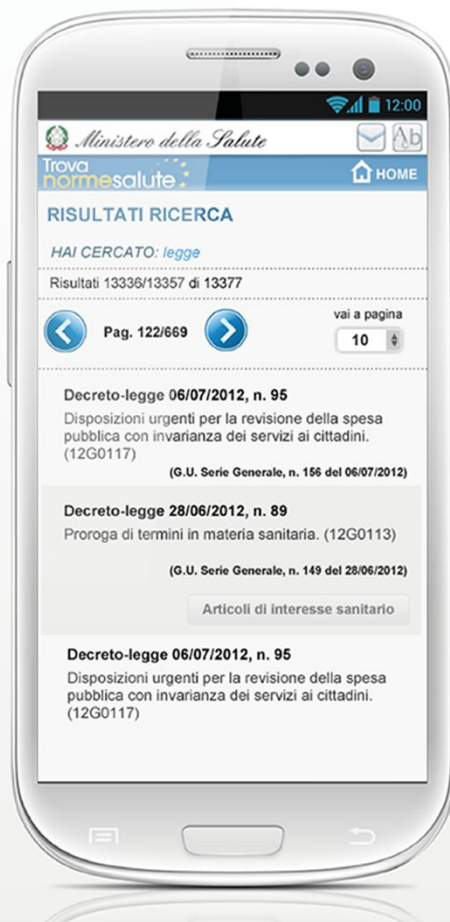 12:00
Ministero della Salute
Ab
Trova
normesalute
HOME
RISULTATI RICERCA
HAI CERCATO: legge
Risultati 13336/13357 di 13377
Pag. 122/669
vai a pagina
10
Decreto-legge 06/07/2012, n. 95
Disposizioni urgenti per la revisione della spesa
pubblica con invarianza dei servizi ai cittadini.
(12G0117)
(G.U. Serie Generale, n. 156 del 06/07/2012)
Decreto-legge 28/06/2012, n. 89
Proroga di termini in materia sanitaria. (12G0113)
(G.U. Serie Generale, n. 149 del 28/06/2012)
Articoli di interesse sanitario
Decreto-legge 06/07/2012, n. 95
Disposizioni urgenti per la revisione della spesa
pubblica con invarianza dei servizi ai cittadini.
(12G0117)